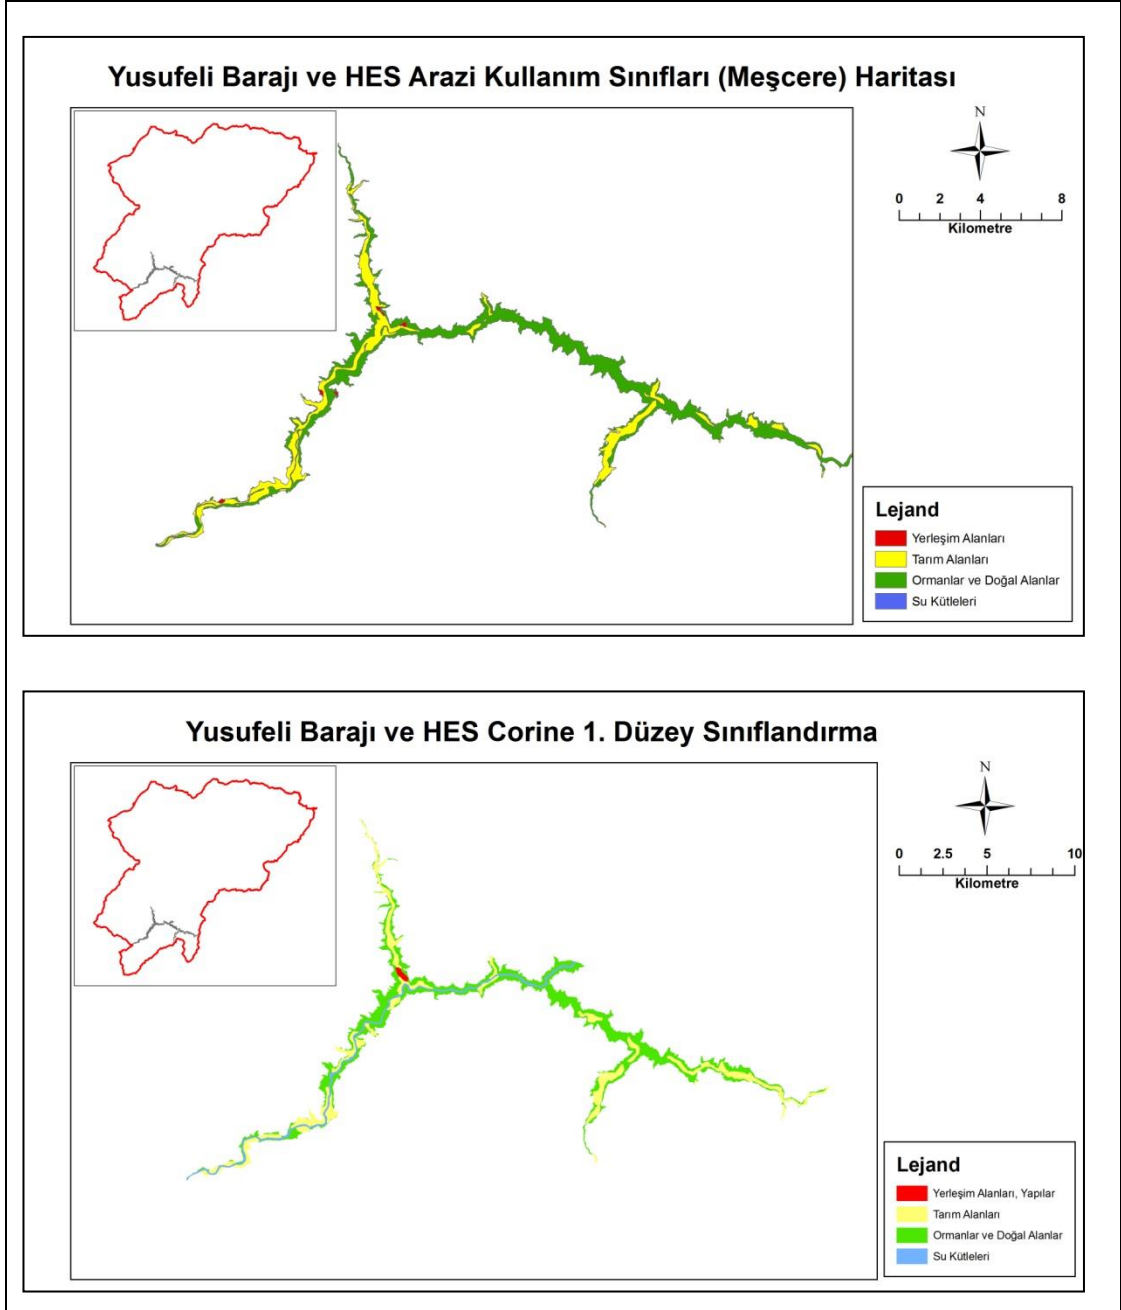 Yusufeli Barajı ve HES Arazi Kullanım Sınıfları (Meşcere) Haritası
N
0 2 4 8
Kilometre
Lejand
Yerleşim Alanları
Tarım Alanları
Ormanlar ve Doğal Alanlar
Su Kütleleri
Yusufeli Barajı ve HES Corine 1. Düzey Sınıflandırma
N
0 2.5 5 10
Kilometre
Lejand
Yerleşim Alanları, Yapılar
Tarım Alanları
Ormanlar ve Doğal Alanlar
Su Kütleleri